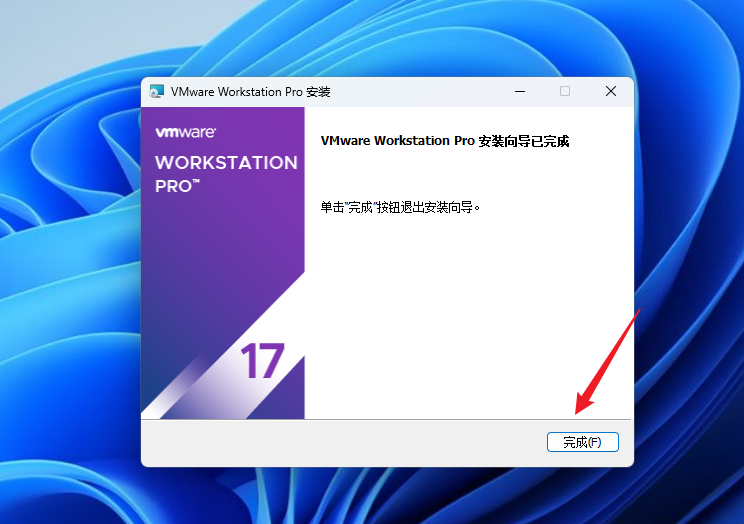 VMware Workstation Pro 安装
vmware®
WORKSTATION
PRO™
VMware Workstation Pro 安装向导已完成
单击"完成"按钮退出安装向导。
17
完成(F)